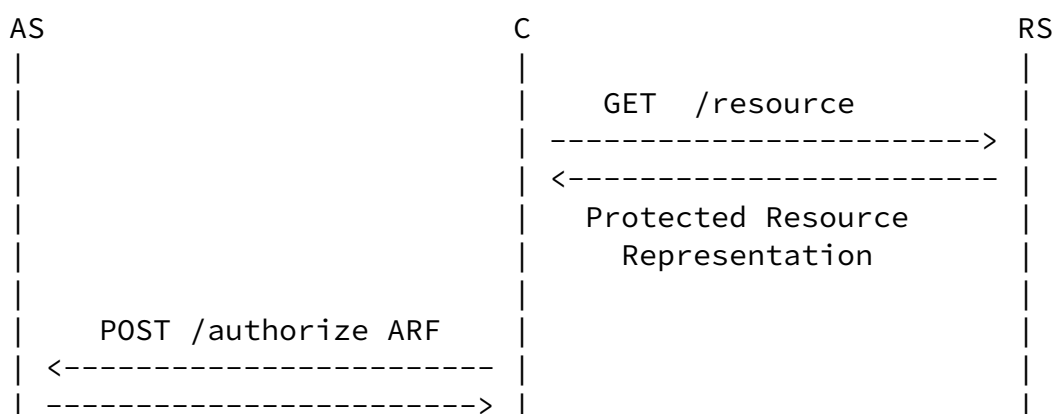 AS C RS
GET /resource
Protected Resource
Representation
POST /authorize ARF